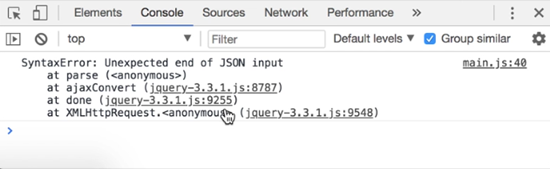 Elements Console Sources Network Performance »
top Filter Default levels ▾ Group similar
SyntaxError: Unexpected end of JSON input main.js:40
at parse (<anonymous>)
at ajaxConvert (jquery-3.3.1.js:8787)
at done (jquery-3.3.1.js:9255)
at XMLHttpRequest.<anonymous> (jquery-3.3.1.js:9548)
>